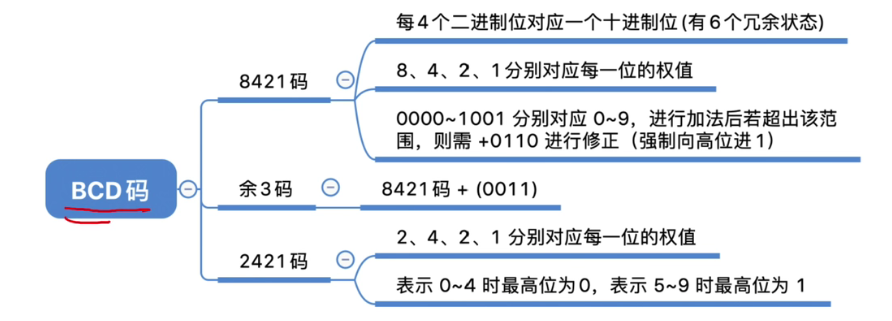 每4个二进制位对应一个十进制位(有6个冗余状态)
8421码
8、4、2、1分别对应每一位的权值
0000~1001 分别对应 0~9，进行加法后若超出该范
围，则需 +0110 进行修正（强制向高位进1）
BCD码
余3码
8421码 + (0011)
2421码
2、4、2、1 分别对应每一位的权值
表示 0~4 时最高位为0，表示 5~9 时最高位为 1